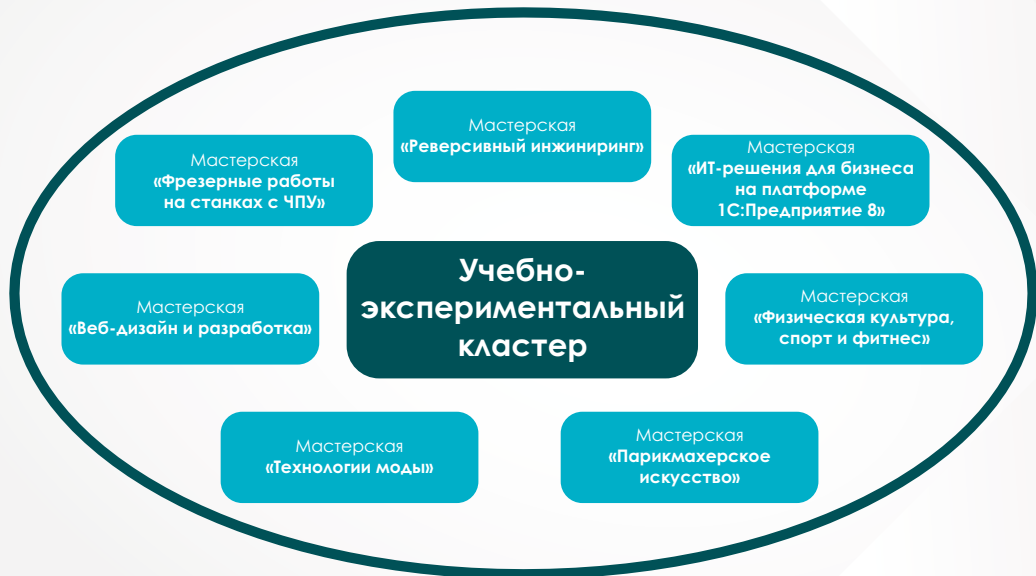 Мастерская
«Реверсивный инжиниринг»
Мастерская
«Фрезерные работы
на станках с ЧПУ»
Мастерская
«ИТ-решения для бизнеса
на платформе
1С:Предприятие 8»
Учебно-
экспериментальный
кластер
Мастерская
«Веб-дизайн и разработка»
Мастерская
«Физическая культура,
спорт и фитнес»
Мастерская
«Технологии моды»
Мастерская
«Парикмахерское
искусство»